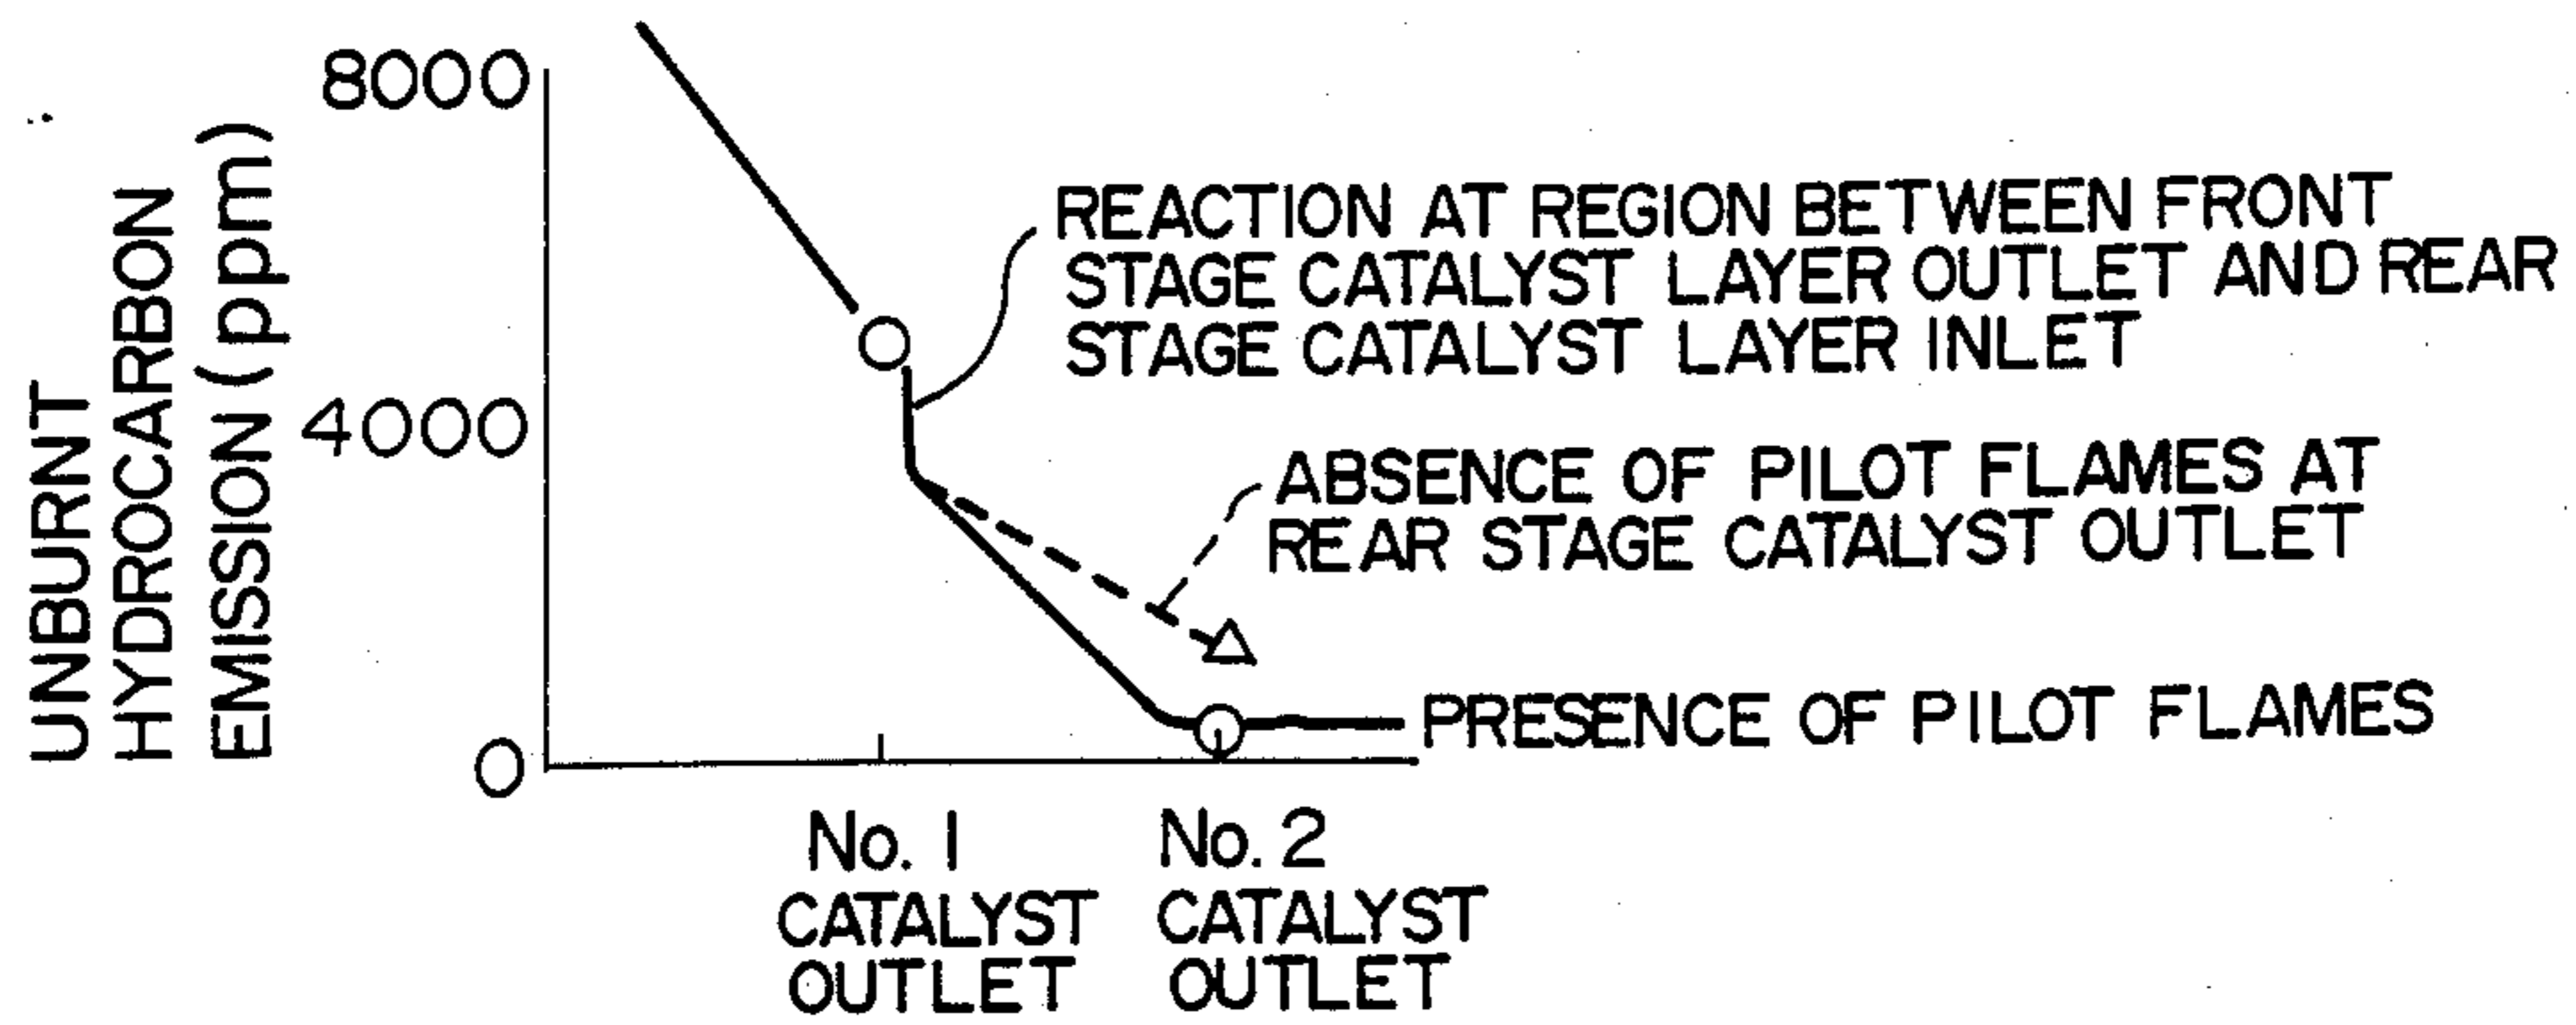 UNBURNT
HYDROCARBON
EMISSION (ppm)
8000
4000
0
REACTION AT REGION BETWEEN FRONT
STAGE CATALYST LAYER OUTLET AND REAR
STAGE CATALYST LAYER INLET
ABSENCE OF PILOT FLAMES AT
REAR STAGE CATALYST OUTLET
PRESENCE OF PILOT FLAMES
No. 1
CATALYST
OUTLET
No. 2
CATALYST
OUTLET